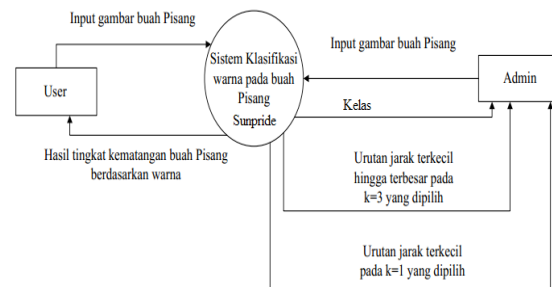 Input gambar buah Pisang
Sistem Klasifikasi
warna pada buah
Pisang
Sunpride
Input gambar buah Pisang
User
Admin
Kelas
Hasil tingkat kematangan buah Pisang
berdasarkan warna
Urutan jarak terkecil
hingga terbesar pada
k=3 yang dipilih
Urutan jarak terkecil
pada k=1 yang dipilih